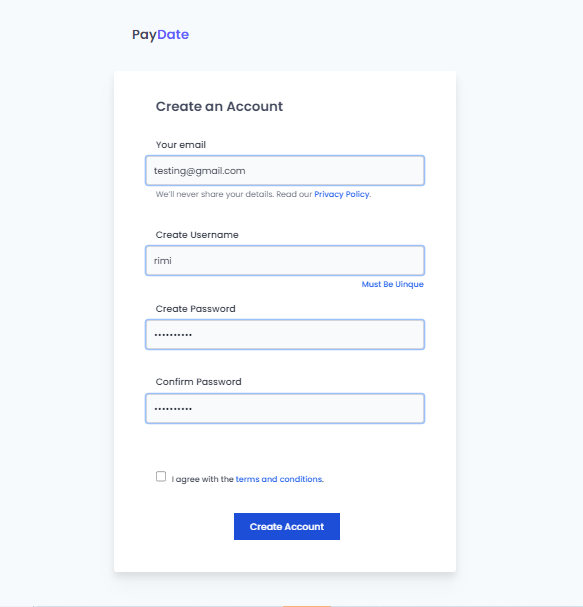 PayDate
Create an Account
Your email
testing@gmail.com
We'll never share your details. Read our Privacy Policy.
Create Username
rimi
Must Be Uinque
Create Password
••••••••••
Confirm Password
••••••••••
I agree with the terms and conditions.
Create Account